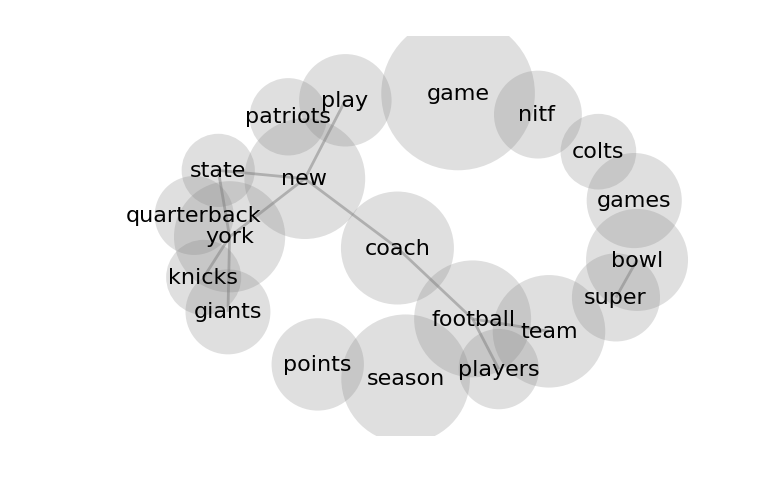 game
play
nitf
patriots
colts
state
new
games
quarterback
york
coach
bowl
knicks
super
giants
football
team
points
players
season